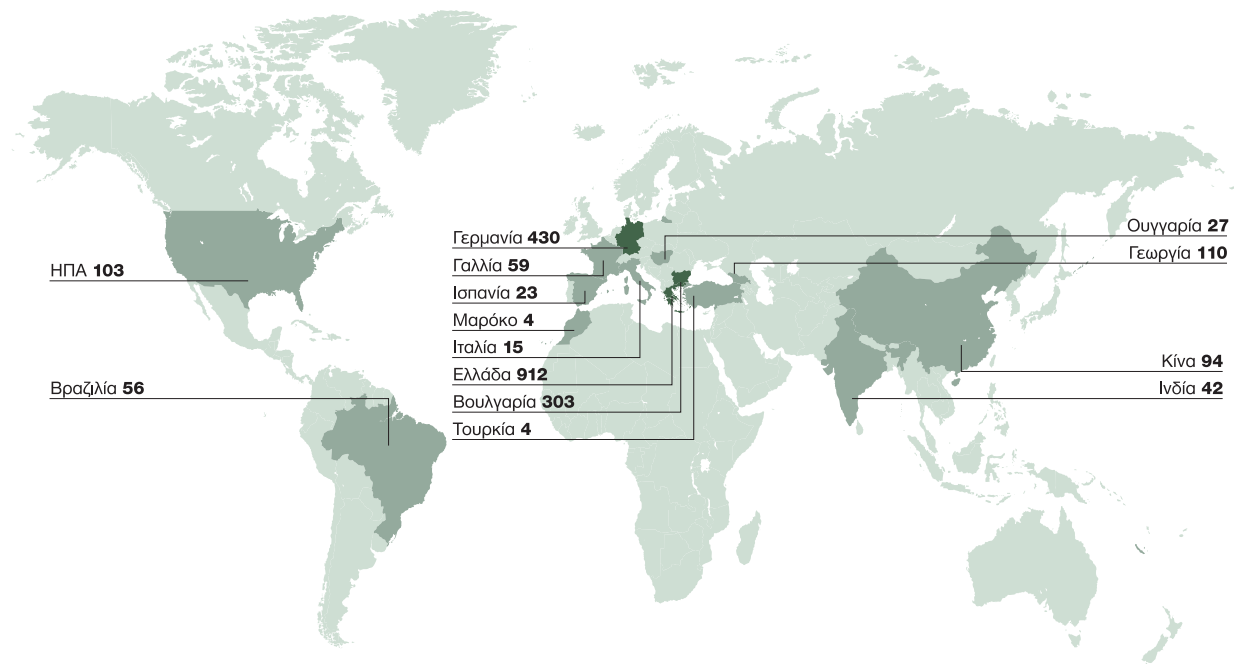 ΗΠΑ 103
Βραζιλία 56
Γερμανία 430
Γαλλία 59
Ισπανία 23
Μαρόκο 4
Ιταλία 15
Ελλάδα 912
Βουλγαρία 303
Τουρκία 4
Ουγγαρία 27
Γεωργία 110
Κίνα 94
Ινδία 42